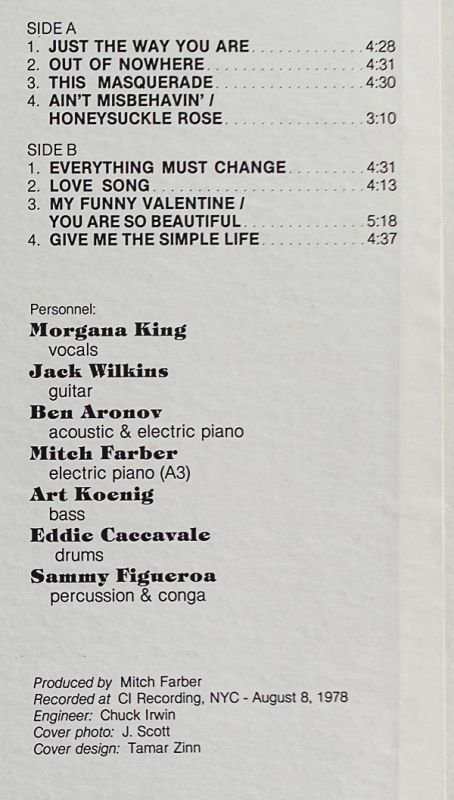 SIDE A
1. JUST THE WAY YOU ARE.............4:28
2. OUT OF NOWHERE..................4:31
3. THIS MASQUERADE.................4:30
4. AIN'T MISBEHAVIN' /
HONEYSUCKLE ROSE................3:10
SIDE B
1. EVERYTHING MUST CHANGE.........4:31
2. LOVE SONG........................4:13
3. MY FUNNY VALENTINE /
YOU ARE SO BEAUTIFUL..............5:18
4. GIVE ME THE SIMPLE LIFE............4:37
Personnel:
Morgana King
vocals
Jack Wilkins
guitar
Ben Aronov
acoustic & electric piano
Mitch Farber
electric piano (A3)
Art Koenig
bass
Eddie Caccavale
drums
Sammy Figueroa
percussion & conga
Produced by Mitch Farber
Recorded at CI Recording, NYC - August 8, 1978
Engineer: Chuck Irwin
Cover photo: J. Scott
Cover design: Tamar Zinn